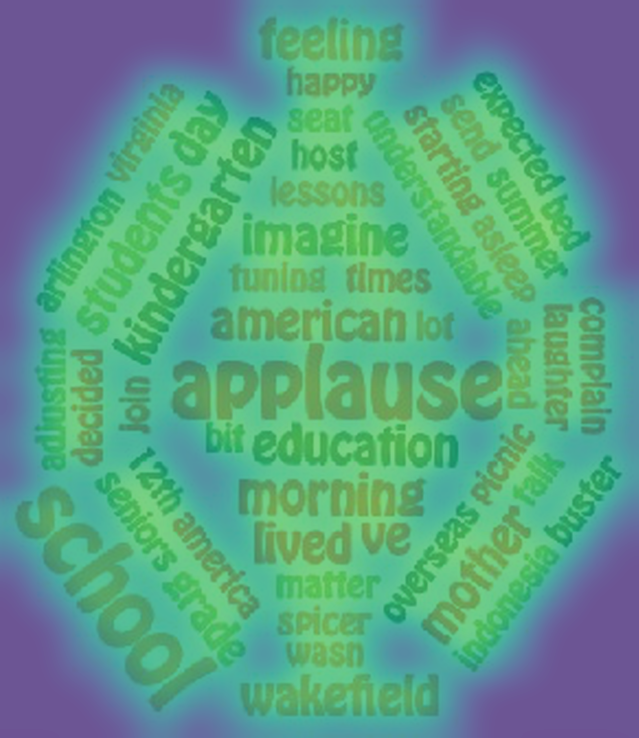 feeling
happy
seat
host
lessons
imagine
tuning times
american lot
applause
bit education
morning
lived ve
matter
spicer
wasn
wakefield
arlington virginia
students day
kindergarten
adjusting
decided
join
school
seniors grade
12th america
understandable
starting asleep
send summer
expected bed
ahead
laughter
complain
overseas picnic
mother talk
indonesia buster